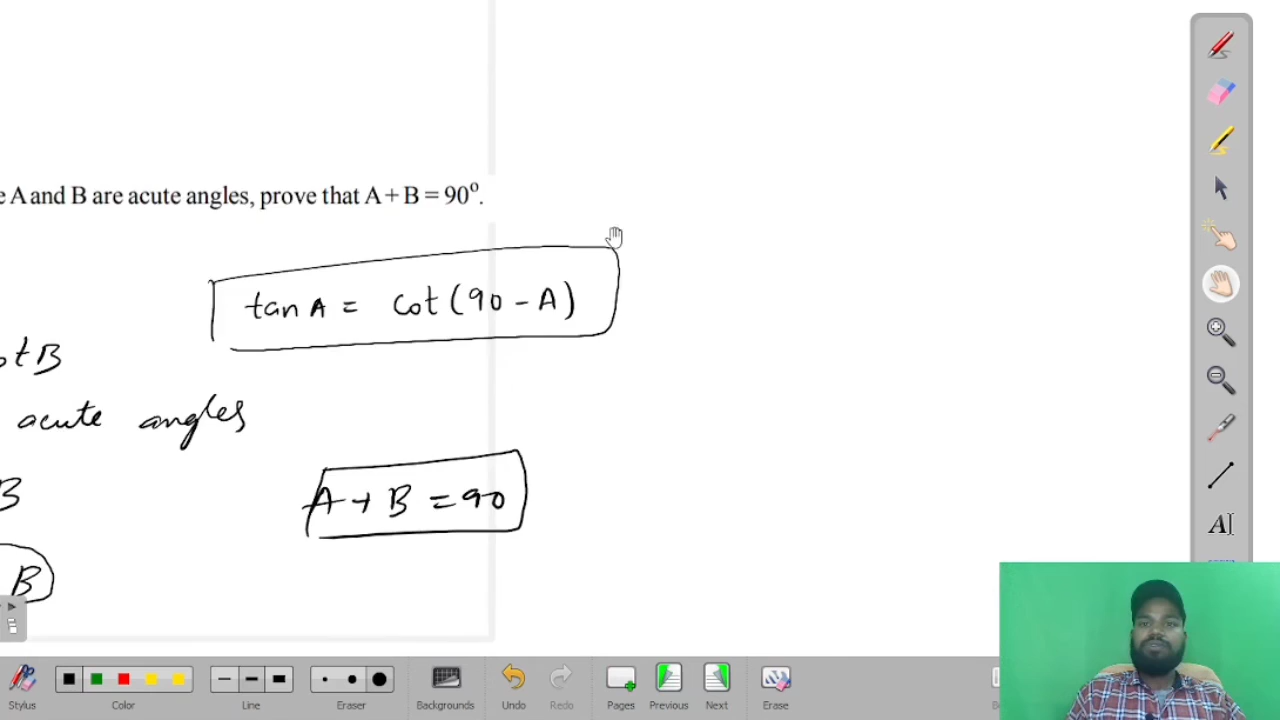 e A and B are acute angles, prove that A + B = 90°.
tan A = cot (90 - A)
ot B
acute angles
B
A + B = 90
B
A
Stylus
Color
Line
Eraser
Backgrounds
Undo
Redo
Pages
Previous
Next
Erase